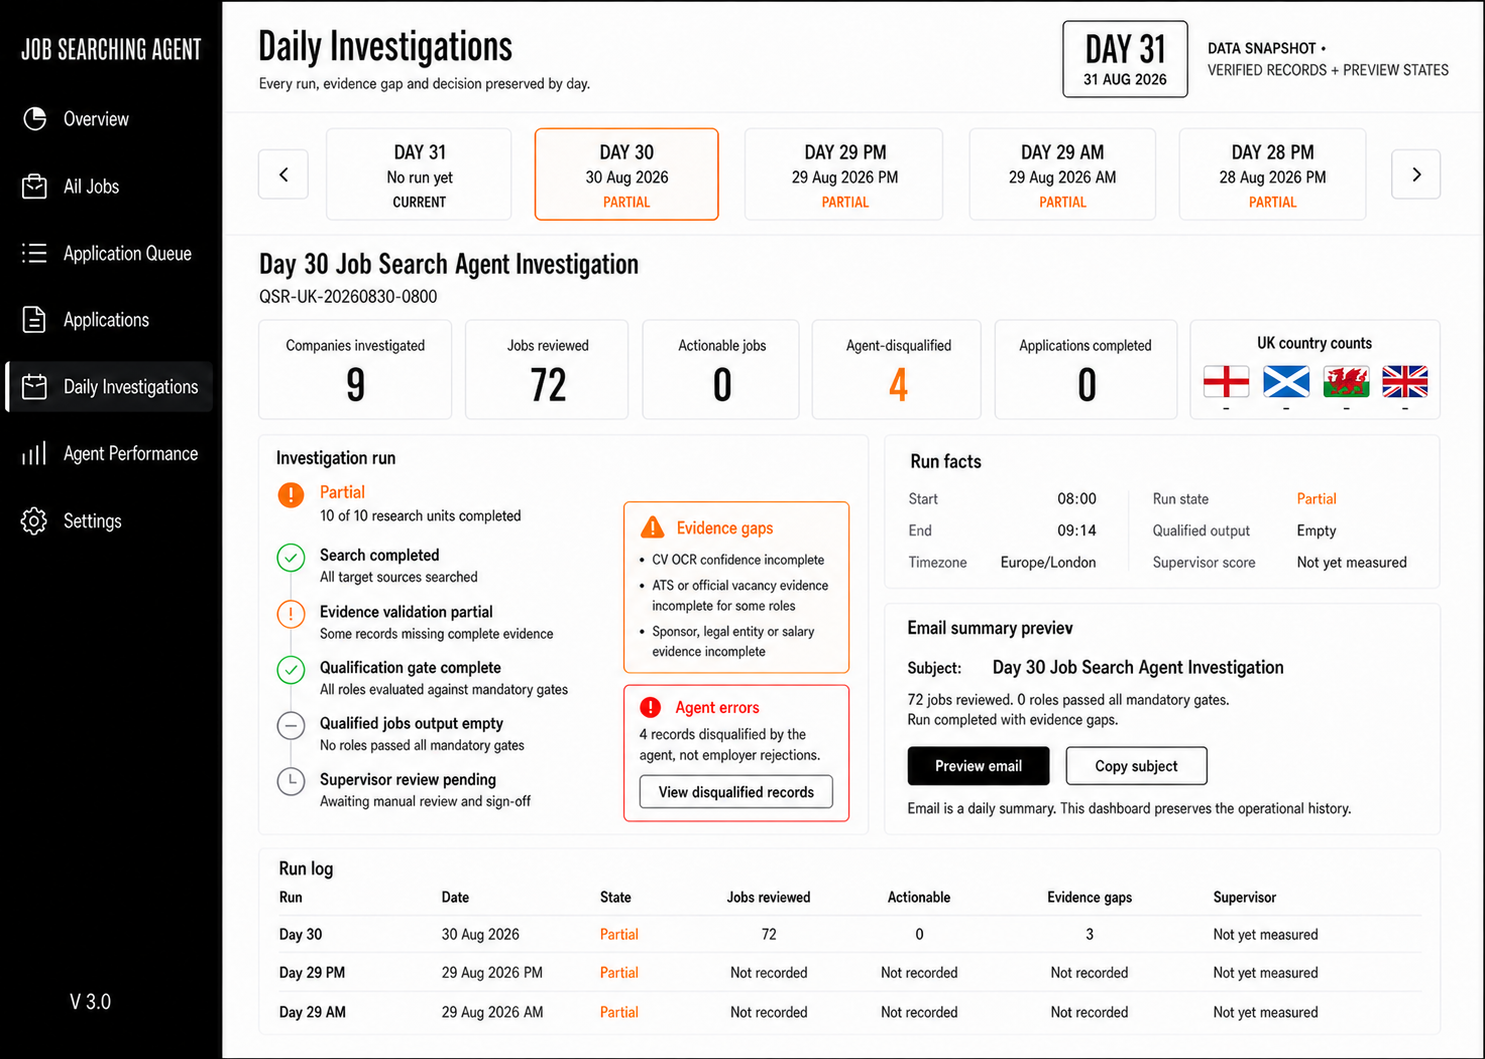 JOB SEARCHING AGENT
Overview
Ail Jobs
Application Queue
Applications
Daily Investigations
Agent Performance
Settings
V 3.0
Daily Investigations
Every run, evidence gap and decision preserved by day.
DAY 31
31 AUG 2026
DATA SNAPSHOT •
VERIFIED RECORDS + PREVIEW STATES
DAY 31
No run yet
CURRENT
DAY 30
30 Aug 2026
PARTIAL
DAY 29 PM
29 Aug 2026 PM
PARTIAL
DAY 29 AM
29 Aug 2026 AM
PARTIAL
DAY 28 PM
28 Aug 2026 PM
PARTIAL
Day 30 Job Search Agent Investigation
QSR-UK-20260830-0800
Companies investigated
9
Jobs reviewed
72
Actionable jobs
0
Agent-disqualified
4
Applications completed
0
UK country counts
- - - -
Investigation run
Partial
10 of 10 research units completed
Search completed
All target sources searched
Evidence validation partial
Some records missing complete evidence
Qualification gate complete
All roles evaluated against mandatory gates
Qualified jobs output empty
No roles passed all mandatory gates
Supervisor review pending
Awaiting manual review and sign-off
Evidence gaps
• CV OCR confidence incomplete
• ATS or official vacancy evidence
incomplete for some roles
• Sponsor, legal entity or salary
evidence incomplete
Agent errors
4 records disqualified by the
agent, not employer rejections.
View disqualified records
Run facts
Start 08:00
End 09:14
Timezone Europe/London
Run state Partial
Qualified output Empty
Supervisor score Not yet measured
Email summary previv
Subject: Day 30 Job Search Agent Investigation
72 jobs reviewed. 0 roles passed all mandatory gates.
Run completed with evidence gaps.
Preview email
Copy subject
Email is a daily summary. This dashboard preserves the operational history.
Run log
Run Date State Jobs reviewed Actionable Evidence gaps Supervisor
Day 30 30 Aug 2026 Partial 72 0 3 Not yet measured
Day 29 PM 29 Aug 2026 PM Partial Not recorded Not recorded Not recorded Not yet measured
Day 29 AM 29 Aug 2026 AM Partial Not recorded Not recorded Not recorded Not yet measured